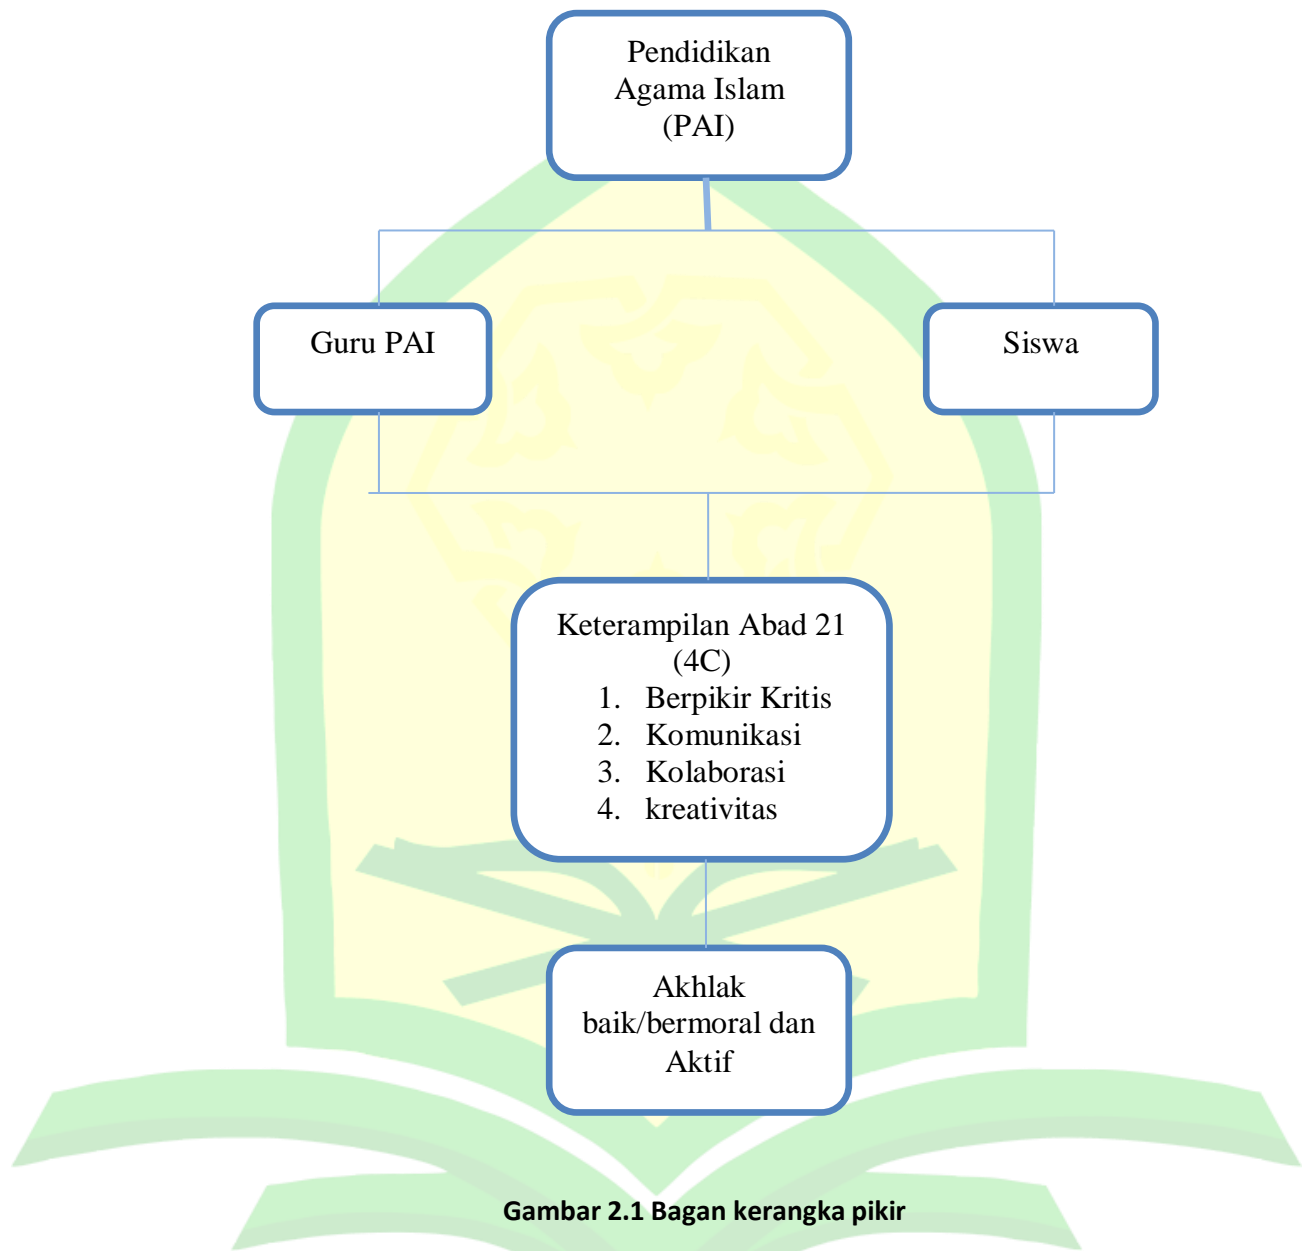 Pendidikan
Agama Islam
(PAI)
Guru PAI
Siswa
Keterampilan Abad 21
(4C)
1. Berpikir Kritis
2. Komunikasi
3. Kolaborasi
4. kreativitas
Akhlak
baik/bermoral dan
Aktif
Gambar 2.1 Bagan kerangka pikir